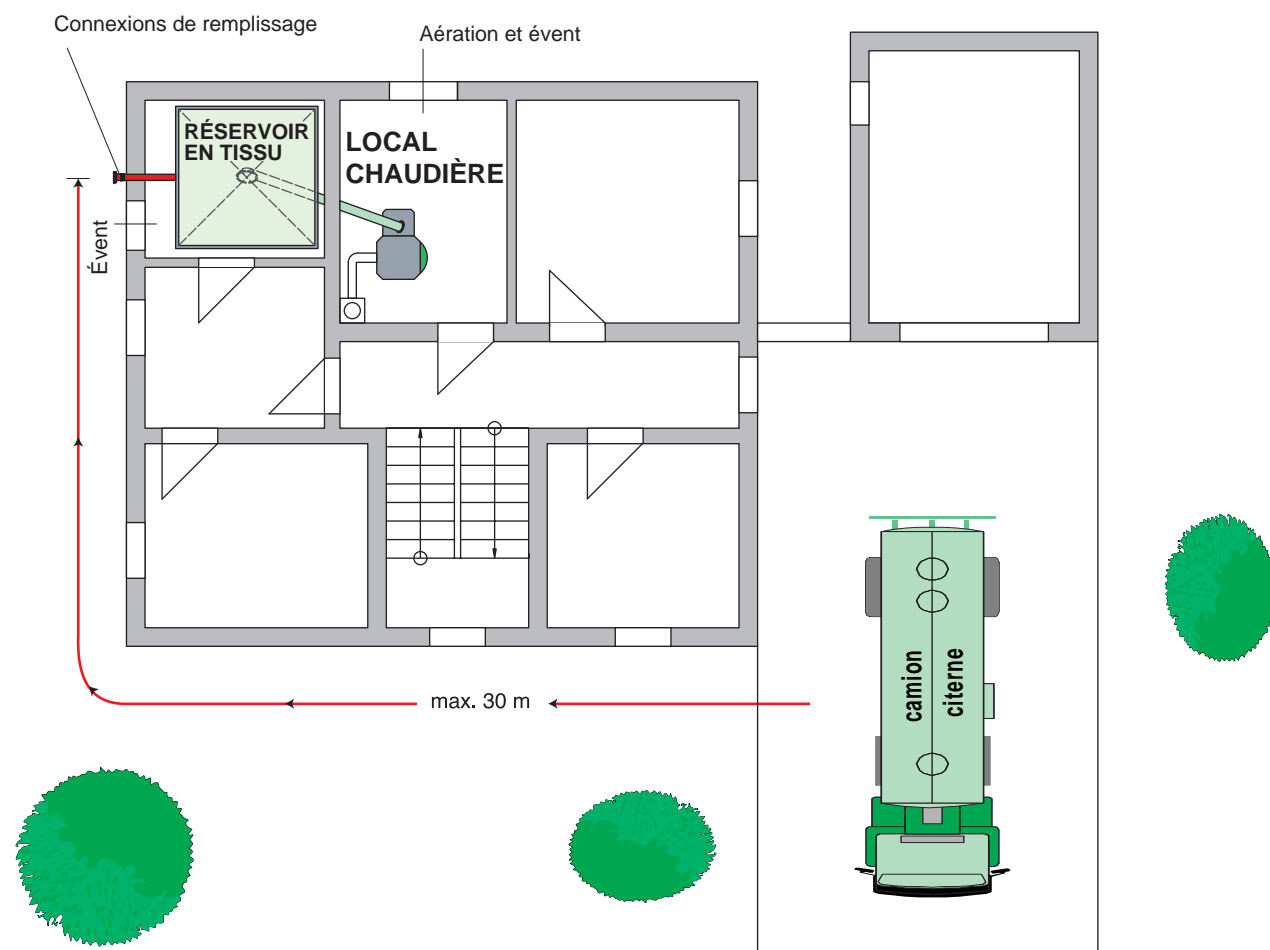 Connexions de remplissage
Aération et évent
RÉSERVOIR
EN TISSU
LOCAL
CHAUDIÈRE
Évent
camion
citerne
max. 30 m